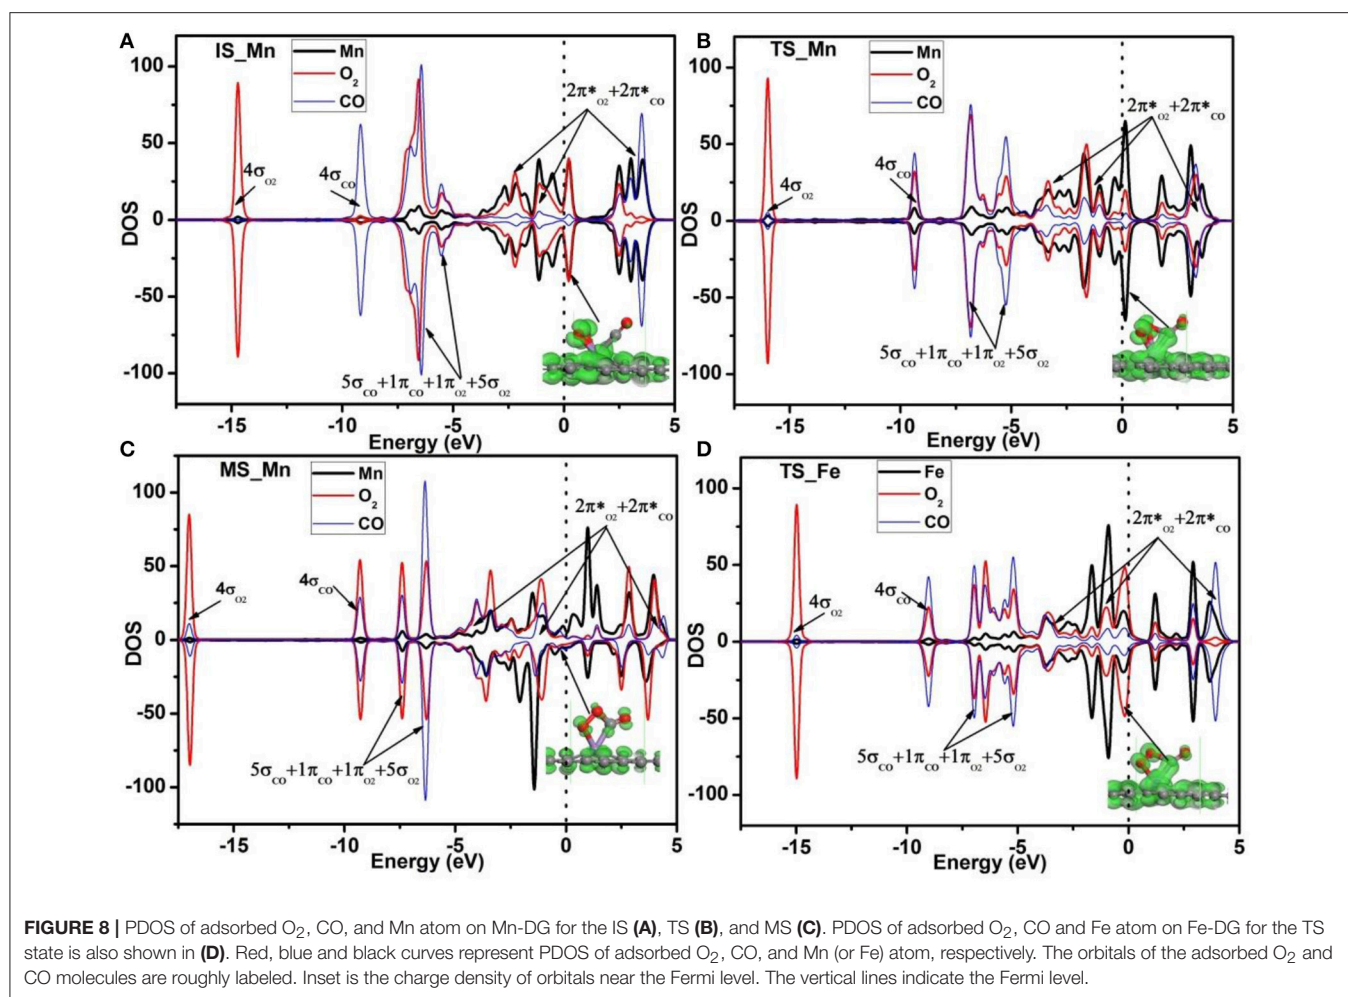 A
IS_Mn
Mn
O₂
CO
100
50
0
-50
-100
DOS
2π*O2+2π*CO
4σO2
4σCO
5σCO+1πCO+1πO2+5σO2
-15
-10
-5
0
5
Energy (eV)
B
TS_Mn
Mn
O₂
CO
100
50
0
-50
-100
DOS
2π*O2+2π*CO
4σO2
4σCO
5σCO+1πCO+1πO2+5σO2
-15
-10
-5
0
5
Energy (eV)
C
MS_Mn
Mn
O₂
CO
100
50
0
-50
-100
DOS
2π*O2+2π*CO
4σO2
4σCO
5σCO+1πCO+1πO2+5σO2
-15
-10
-5
0
5
Energy (eV)
D
TS_Fe
Fe
O₂
CO
100
50
0
-50
-100
DOS
2π*O2+2π*CO
4σO2
4σCO
5σCO+1πCO+1πO2+5σO2
-15
-10
-5
0
5
Energy (eV)
FIGURE 8 | PDOS of adsorbed O₂, CO, and Mn atom on Mn-DG for the IS (A), TS (B), and MS (C). PDOS of adsorbed O₂, CO and Fe atom on Fe-DG for the TS
state is also shown in (D). Red, blue and black curves represent PDOS of adsorbed O₂, CO, and Mn (or Fe) atom, respectively. The orbitals of the adsorbed O₂ and
CO molecules are roughly labeled. Inset is the charge density of orbitals near the Fermi level. The vertical lines indicate the Fermi level.